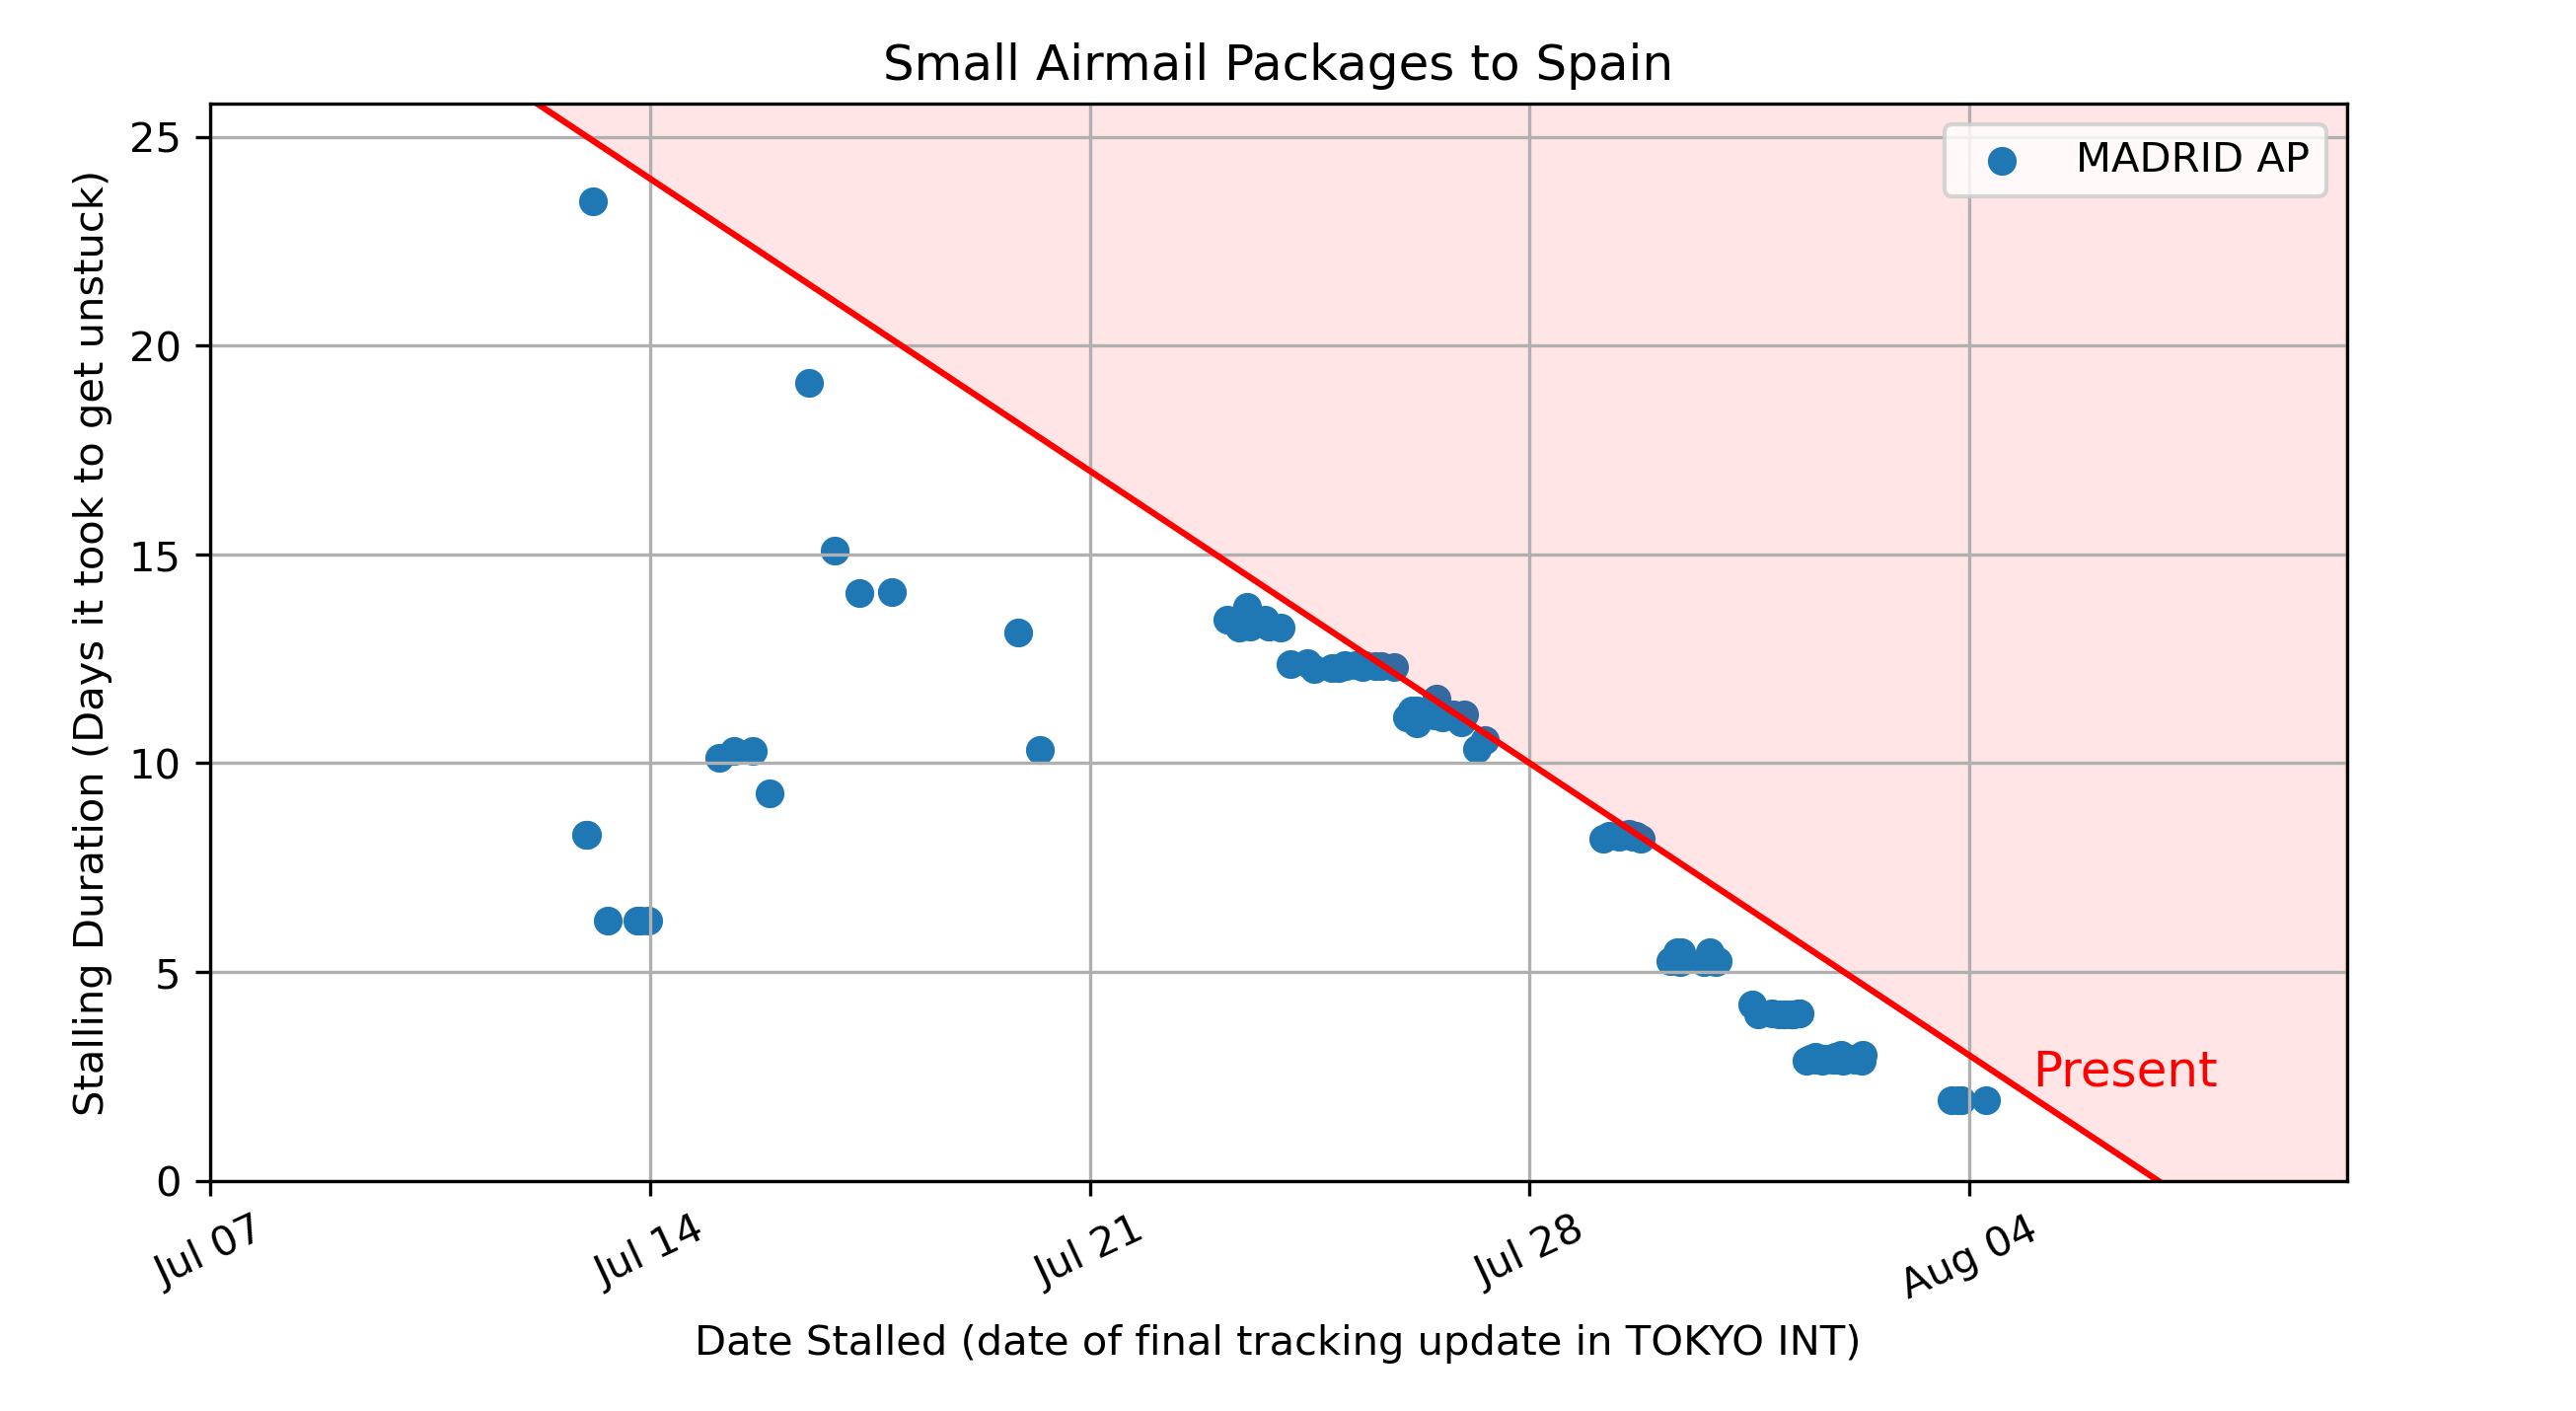 Small Airmail Packages to Spain
MADRID AP
Stalling Duration (Days it took to get unstuck)
25
20
15
10
5
0
Present
Jul 07
Jul 14
Jul 21
Jul 28
Aug 04
Date Stalled (date of final tracking update in TOKYO INT)